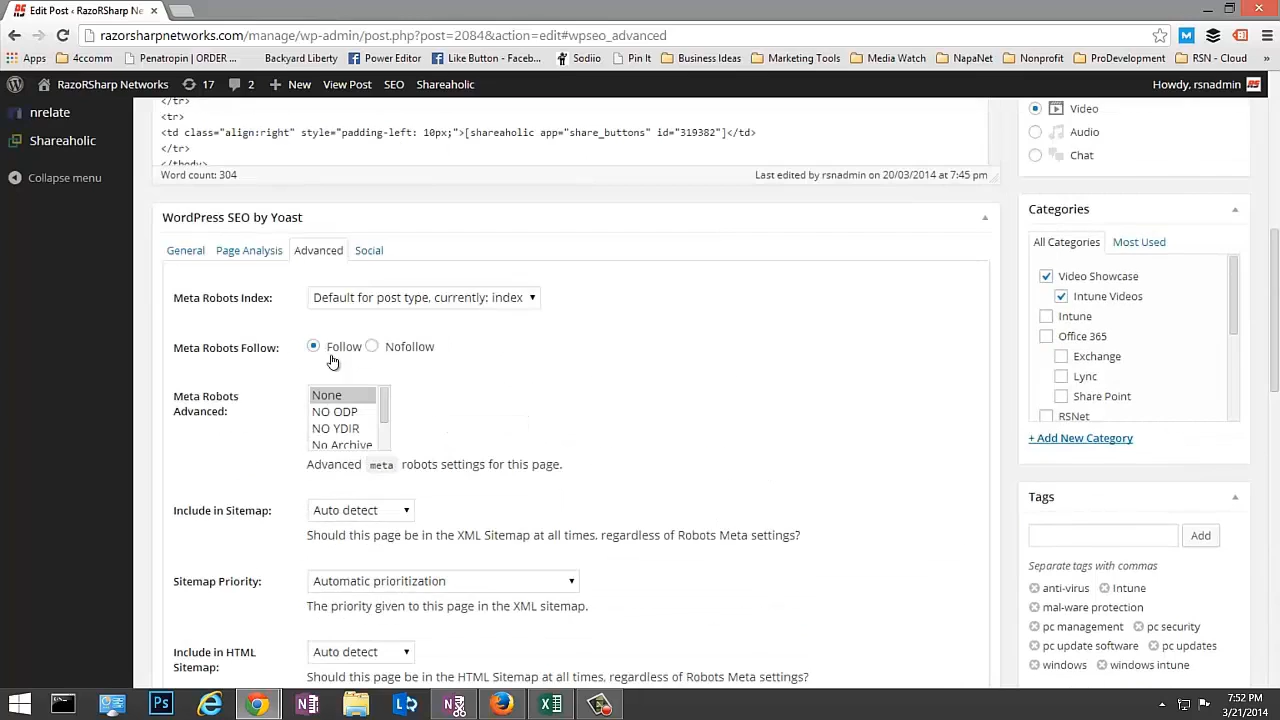 Edit Post ‹ RazoRSharp Ne
razorsharpnetworks.com/manage/wp-admin/post.php?post=2084&action=edit#wpseo_advanced
Apps
4ccomm
Penatropin | ORDER ...
Backyard Liberty
Power Editor
Like Button - Faceb...
Sodiio
Pin It
Business Ideas
Marketing Tools
Media Watch
NapaNet
Nonprofit
ProDevelopment
RSN - Cloud
»
RazoRSharp Networks
17
2
+ New
View Post
SEO
Shareaholic
Howdy, rsnadmin
nrelate
Shareaholic
Collapse menu
</tr>
<tr>
<td class="align:right" style="padding-left: 10px;">[shareaholic app="share_buttons" id="319382"]</td>
</tr>
</tbody>
Word count: 304
Last edited by rsnadmin on 20/03/2014 at 7:45 pm
WordPress SEO by Yoast
General
Page Analysis
Advanced
Social
Meta Robots Index:
Default for post type, currently: index
Meta Robots Follow:
Follow
Nofollow
Meta Robots
Advanced:
None
NO ODP
NO YDIR
No Archive
Advanced meta robots settings for this page.
Include in Sitemap:
Auto detect
Should this page be in the XML Sitemap at all times, regardless of Robots Meta settings?
Sitemap Priority:
Automatic prioritization
The priority given to this page in the XML sitemap.
Include in HTML
Sitemap:
Auto detect
Should this page be in the HTML Sitemap at all times, regardless of Robots Meta settings?
Video
Audio
Chat
Categories
All Categories
Most Used
Video Showcase
Intune Videos
Intune
Office 365
Exchange
Lync
Share Point
RSNet
+ Add New Category
Tags
Add
Separate tags with commas
anti-virus
Intune
mal-ware protection
pc management
pc security
pc update software
pc updates
windows
windows intune
7:52 PM
3/21/2014